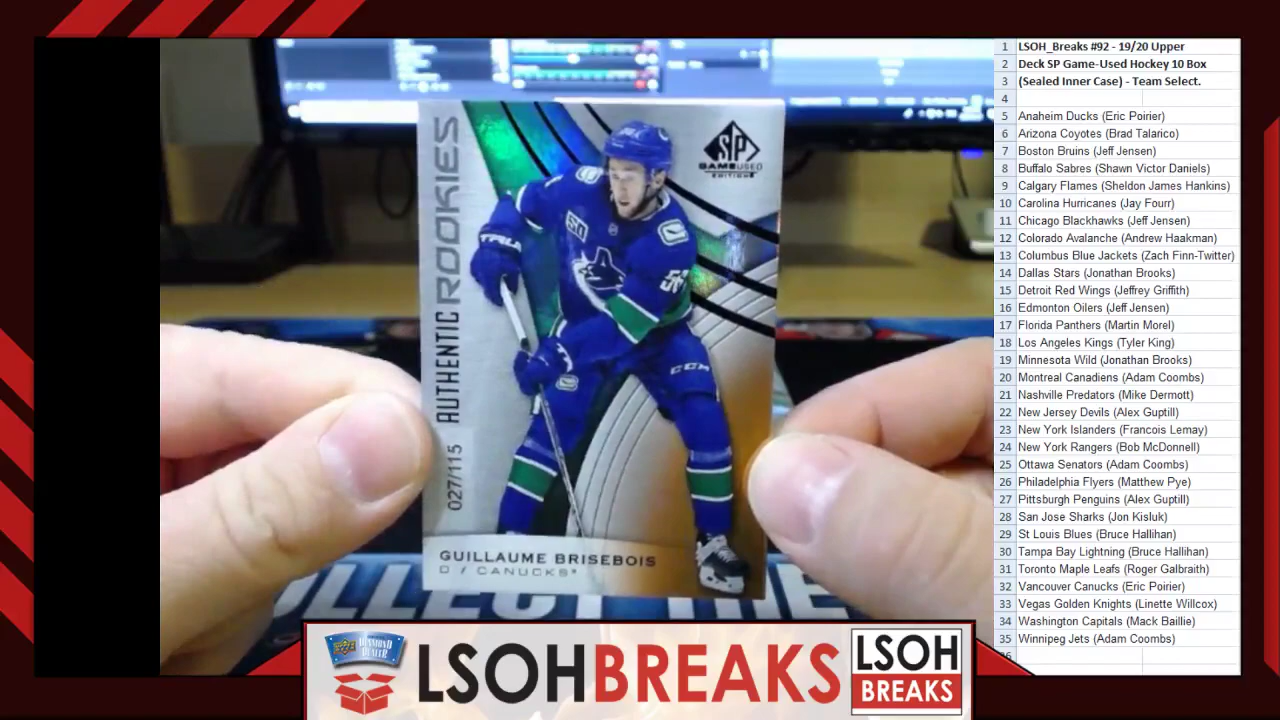 AUTHENTIC ROOKIES
027/115
SP
GAME USED
EDITION
50
56
CCM
GUILLAUME BRISEBOIS
D / CANUCKS
COLLECT THE
1 LSOH_Breaks #92 - 19/20 Upper
2 Deck SP Game-Used Hockey 10 Box
3 (Sealed Inner Case) - Team Select.
4
5 Anaheim Ducks (Eric Poirier)
6 Arizona Coyotes (Brad Talarico)
7 Boston Bruins (Jeff Jensen)
8 Buffalo Sabres (Shawn Victor Daniels)
9 Calgary Flames (Sheldon James Hankins)
10 Carolina Hurricanes (Jay Fourr)
11 Chicago Blackhawks (Jeff Jensen)
12 Colorado Avalanche (Andrew Haakman)
13 Columbus Blue Jackets (Zach Finn-Twitter)
14 Dallas Stars (Jonathan Brooks)
15 Detroit Red Wings (Jeffrey Griffith)
16 Edmonton Oilers (Jeff Jensen)
17 Florida Panthers (Martin Morel)
18 Los Angeles Kings (Tyler King)
19 Minnesota Wild (Jonathan Brooks)
20 Montreal Canadiens (Adam Coombs)
21 Nashville Predators (Mike Dermott)
22 New Jersey Devils (Alex Guptill)
23 New York Islanders (Francois Lemay)
24 New York Rangers (Bob McDonnell)
25 Ottawa Senators (Adam Coombs)
26 Philadelphia Flyers (Matthew Pye)
27 Pittsburgh Penguins (Alex Guptill)
28 San Jose Sharks (Jon Kisluk)
29 St Louis Blues (Bruce Hallihan)
30 Tampa Bay Lightning (Bruce Hallihan)
31 Toronto Maple Leafs (Roger Galbraith)
32 Vancouver Canucks (Eric Poirier)
33 Vegas Golden Knights (Linette Willcox)
34 Washington Capitals (Mack Baillie)
35 Winnipeg Jets (Adam Coombs)
DIAMOND
DEALER
LSOHBREAKS
LSOH
BREAKS